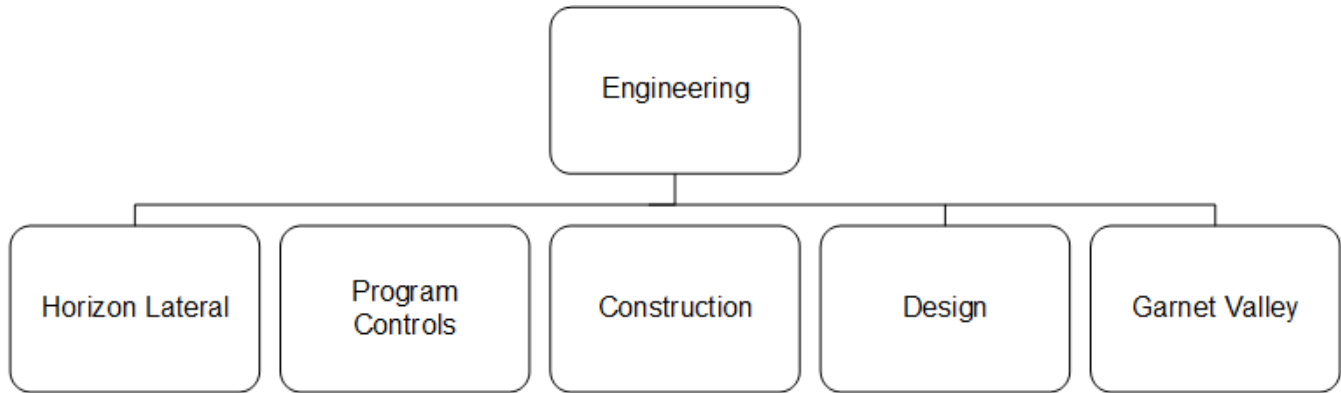 Engineering
Horizon Lateral
Program
Controls
Construction
Design
Garnet Valley